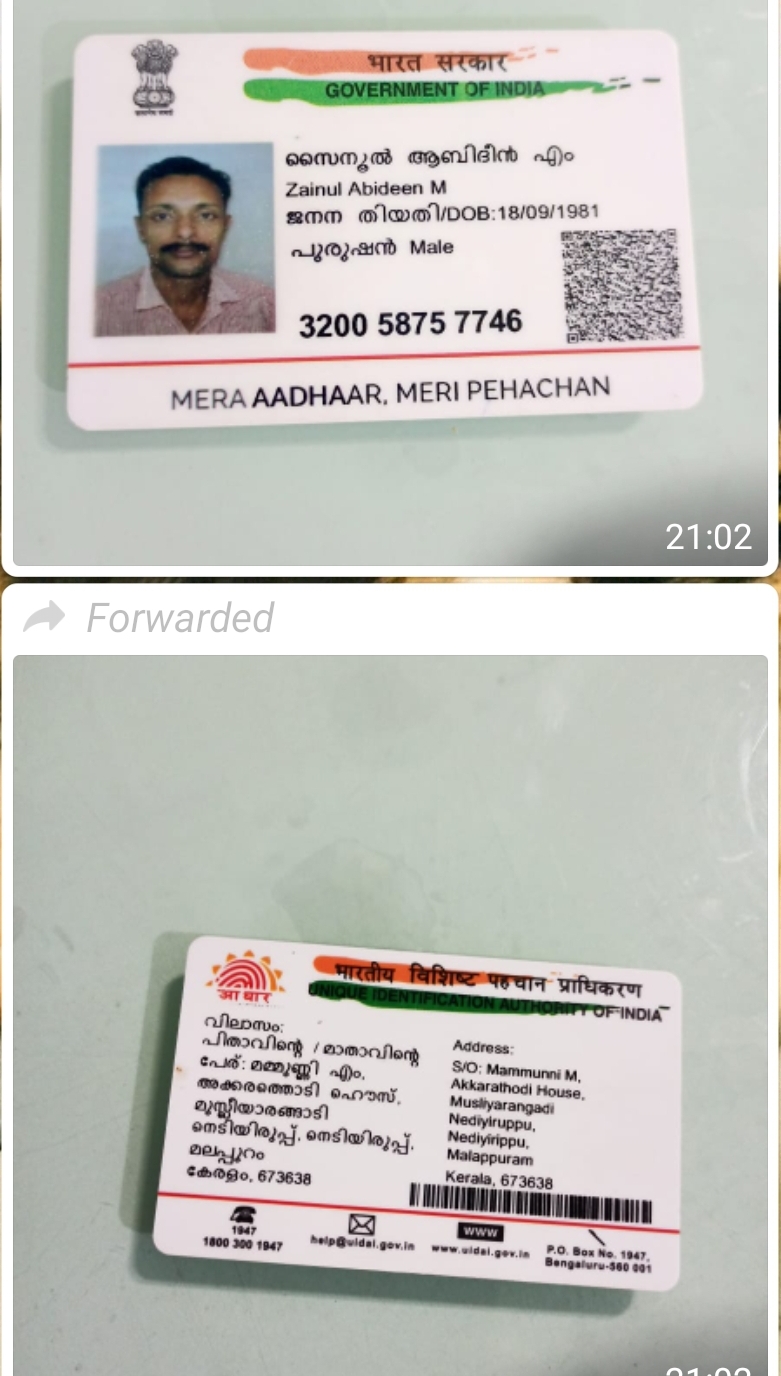 भारत सरकार
GOVERNMENT OF INDIA
സൈനുൽ ആബിദീൻ എം
Zainul Abideen M
ജനന തിയതി/DOB:18/09/1981
പുരുഷൻ Male
3200 5875 7746
MERA AADHAAR, MERI PEHACHAN
21:02
Forwarded
भारतीय विशिष्ट पहचान प्राधिकरण
UNIQUE IDENTIFICATION AUTHORITY OF INDIA
आधार
വിലാസം:
പിതാവിന്റെ / മാതാവിന്റെ
പേര്: മമ്മുണ്ണി എം,
അക്കരത്തൊടി ഹൌസ്,
മുസ്ലീയാരങ്ങാടി
നെടിയിരുപ്പ്, നെടിയിരുപ്പ്,
മലപ്പുറം
കേരളം, 673638
Address:
S/O: Mammunni M,
Akkarathodi House,
Musliyarangadi
Nediyiruppu,
Nediyirippu,
Malappuram
Kerala, 673638
1947
1800 300 1947
help@uidai.gov.in
WWW
www.uidai.gov.in
P.O. Box No. 1947,
Bengaluru-560 001